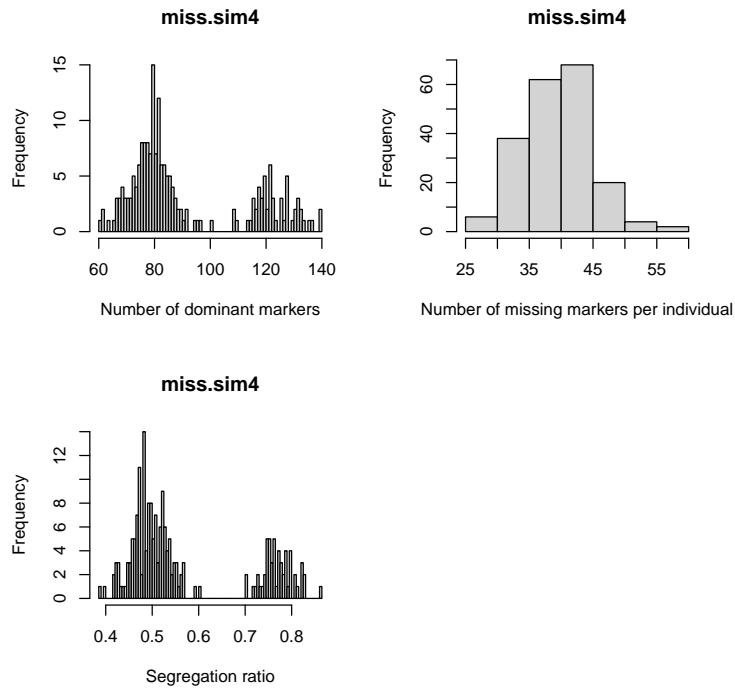 miss.sim4
Frequency
0 5 10 15
60 80 100 120 140
Number of dominant markers
miss.sim4
Frequency
0 20 40 60
25 35 45 55
Number of missing markers per individual
miss.sim4
Frequency
0 2 4 6 8 12
0.4 0.5 0.6 0.7 0.8
Segregation ratio